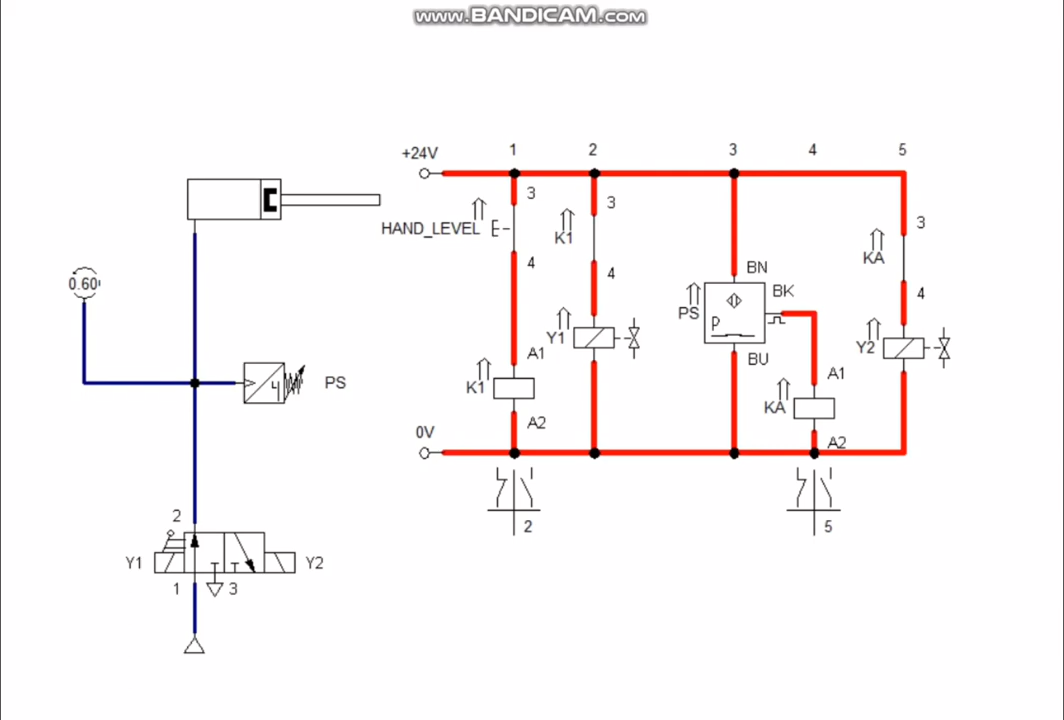 www.BANDICAM.com
+24V
1
2
3
4
5
3
HAND_LEVEL
4
3
K1
4
Y1
A1
K1
A2
0V
2
BN
BK
PS
p
BU
A1
KA
A2
5
3
KA
4
Y2
0.60
PS
2
Y1
Y2
1
3